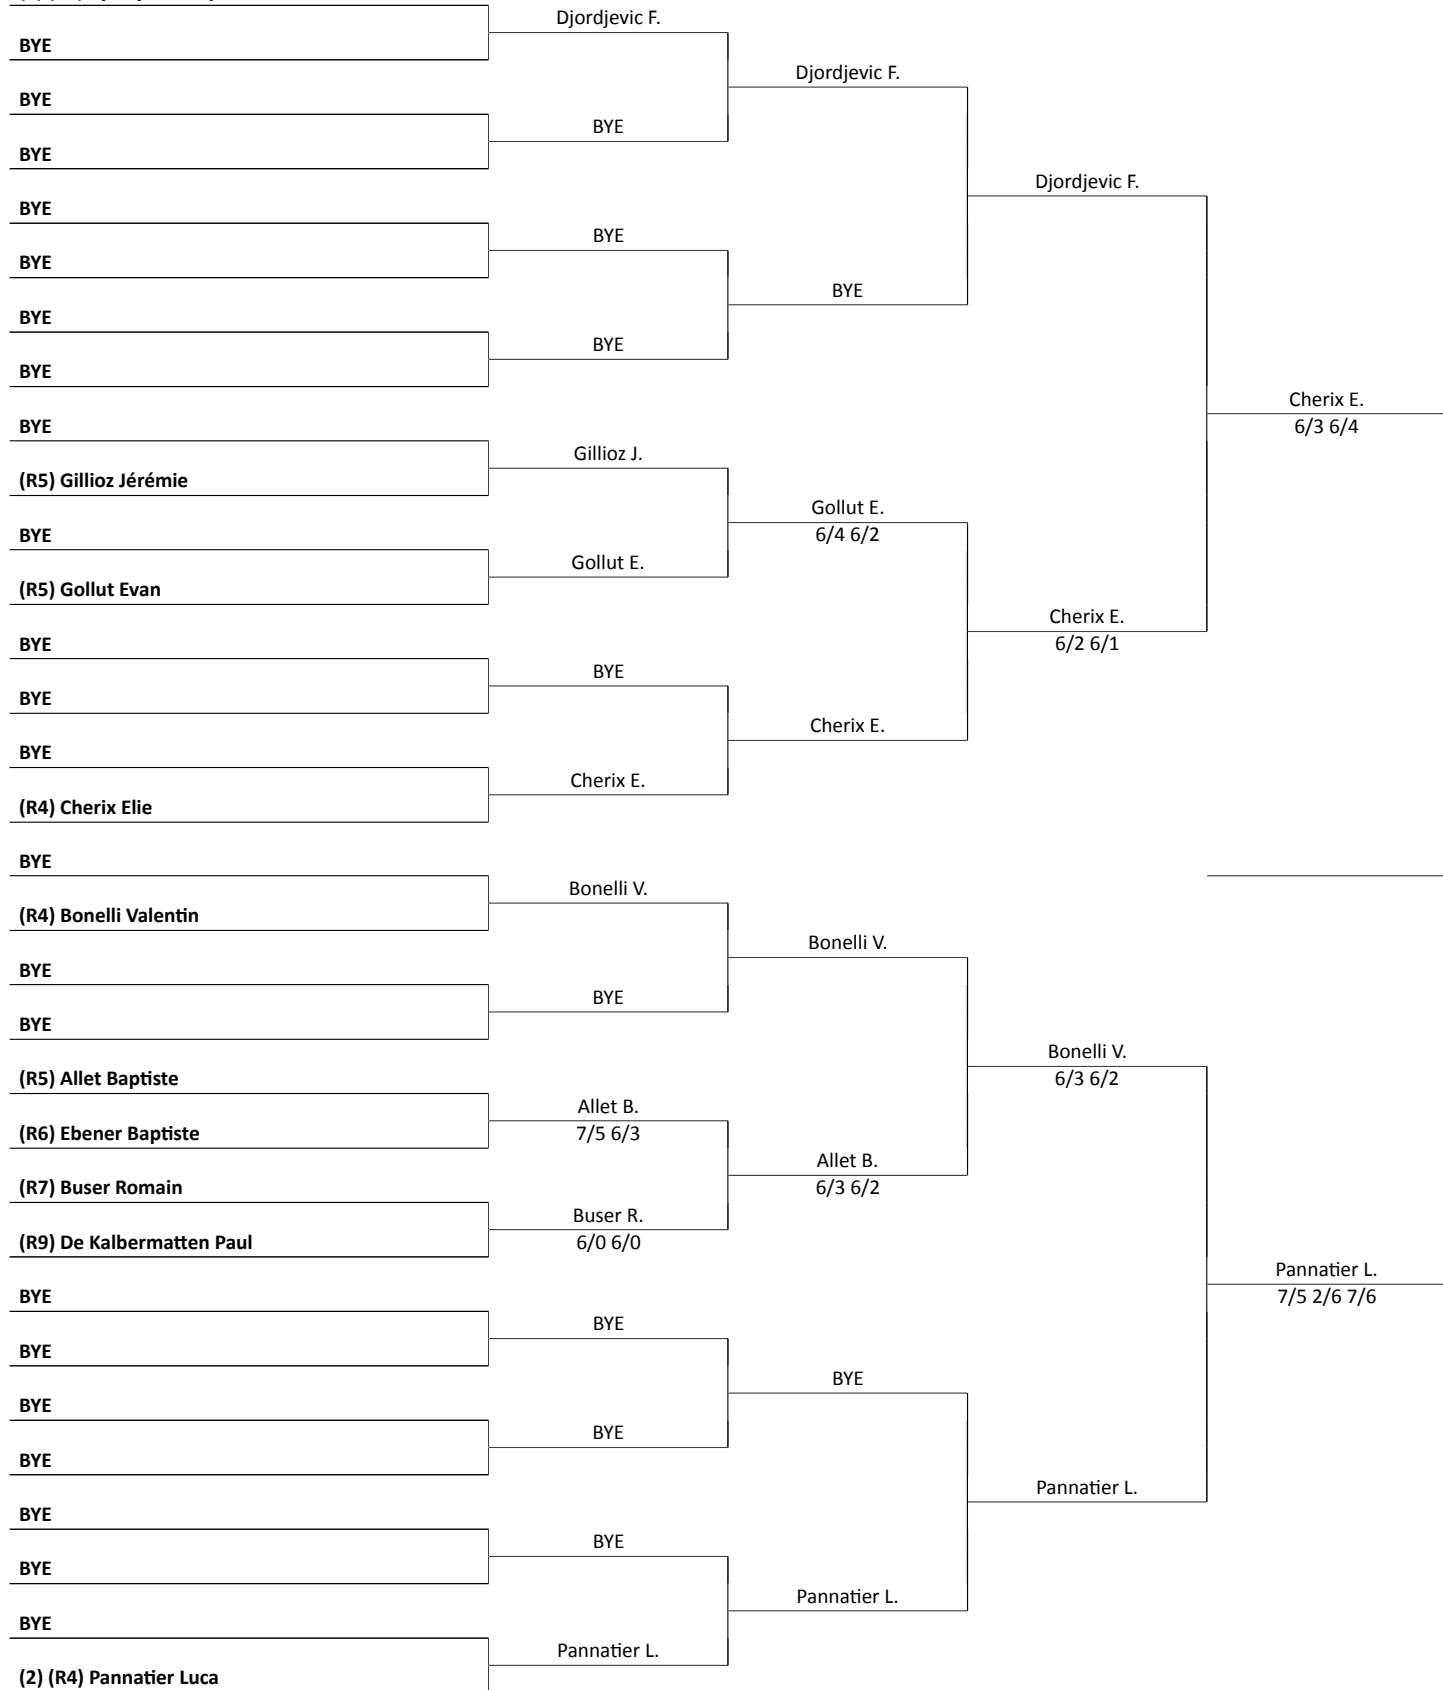 BYE
BYE
BYE
BYE
BYE
BYE
BYE
BYE
(R5) Gillioz Jérémie
BYE
(R5) Gollut Evan
BYE
BYE
BYE
(R4) Cherix Elie
BYE
(R4) Bonelli Valentin
BYE
BYE
(R5) Allet Baptiste
(R6) Ebener Baptiste
(R7) Buser Romain
(R9) De Kalbermatten Paul
BYE
BYE
BYE
BYE
BYE
BYE
BYE
(2) (R4) Pannatier Luca
Djordjevic F.
BYE
BYE
BYE
Gillioz J.
Gollut E.
BYE
Cherix E.
Bonelli V.
BYE
Allet B.
7/5 6/3
Buser R.
6/0 6/0
BYE
BYE
BYE
Pannatier L.
Djordjevic F.
BYE
Gollut E.
6/4 6/2
Cherix E.
Bonelli V.
Allet B.
6/3 6/2
BYE
Pannatier L.
Djordjevic F.
Cherix E.
6/2 6/1
Bonelli V.
6/3 6/2
Pannatier L.
Cherix E.
6/3 6/4
Pannatier L.
7/5 2/6 7/6